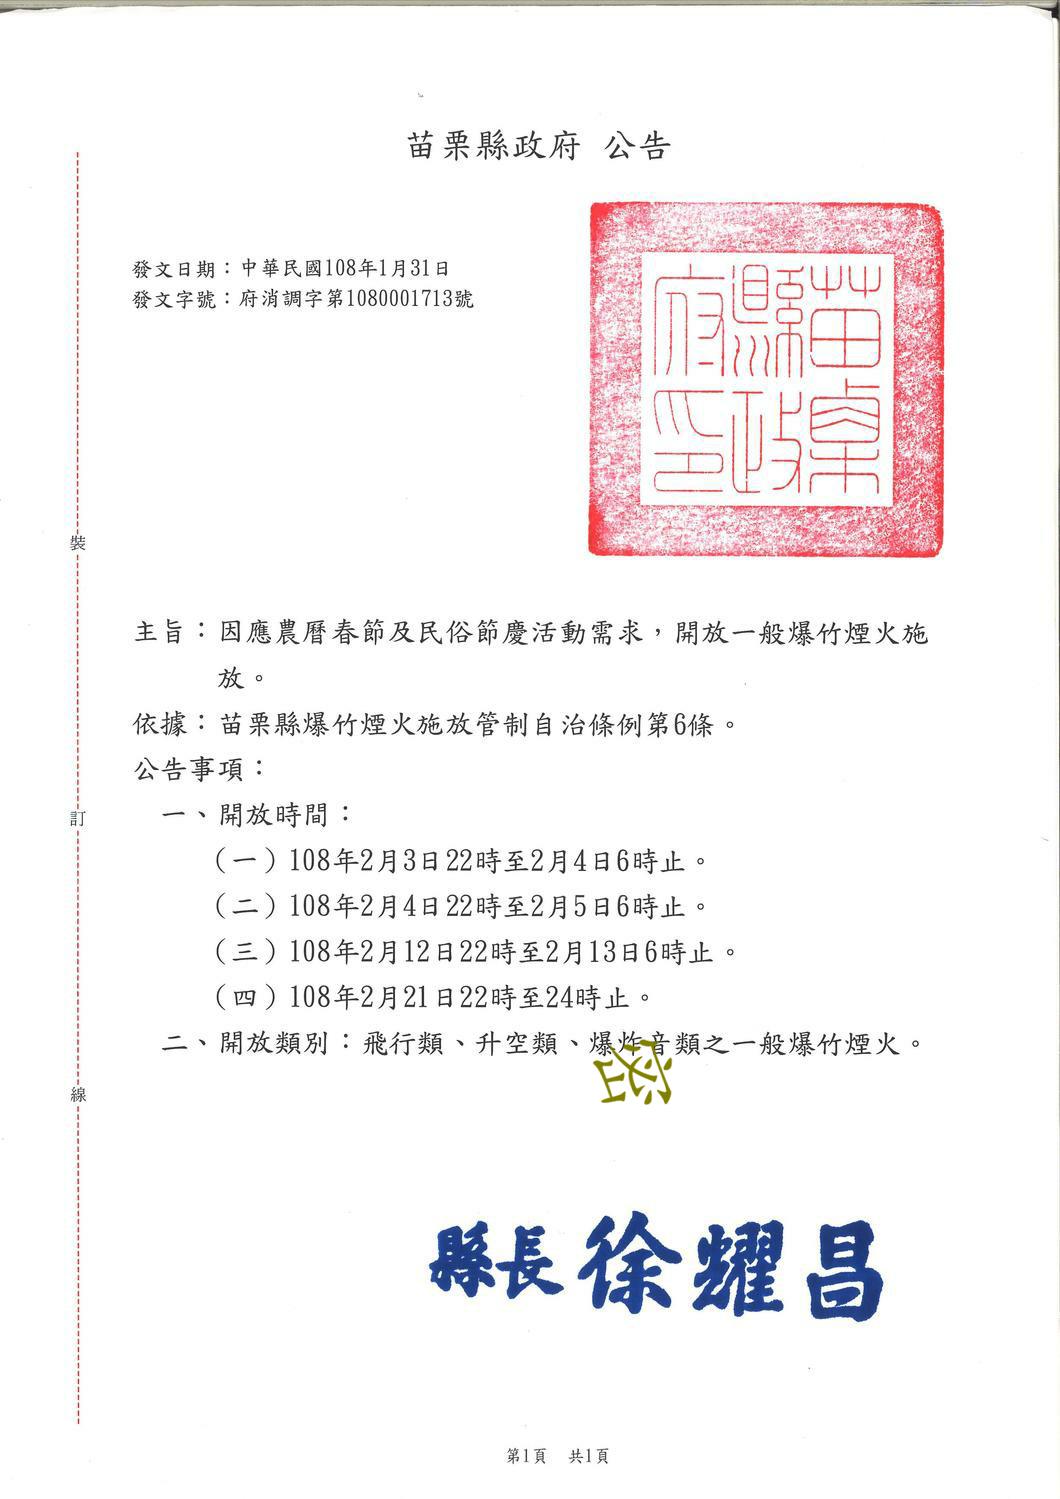 苗栗縣政府 公告
發文日期：中華民國108年1月31日
發文字號：府消調字第1080001713號
苗栗縣政府印
主旨：因應農曆春節及民俗節慶活動需求，開放一般爆竹煙火施
放。
依據：苗栗縣爆竹煙火施放管制自治條例第6條。
公告事項：
一、開放時間：
（一）108年2月3日22時至2月4日6時止。
（二）108年2月4日22時至2月5日6時止。
（三）108年2月12日22時至2月13日6時止。
（四）108年2月21日22時至24時止。
二、開放類別：飛行類、升空類、爆炸音類之一般爆竹煙火。
縣長徐耀昌
裝
訂
線
第1頁 共1頁